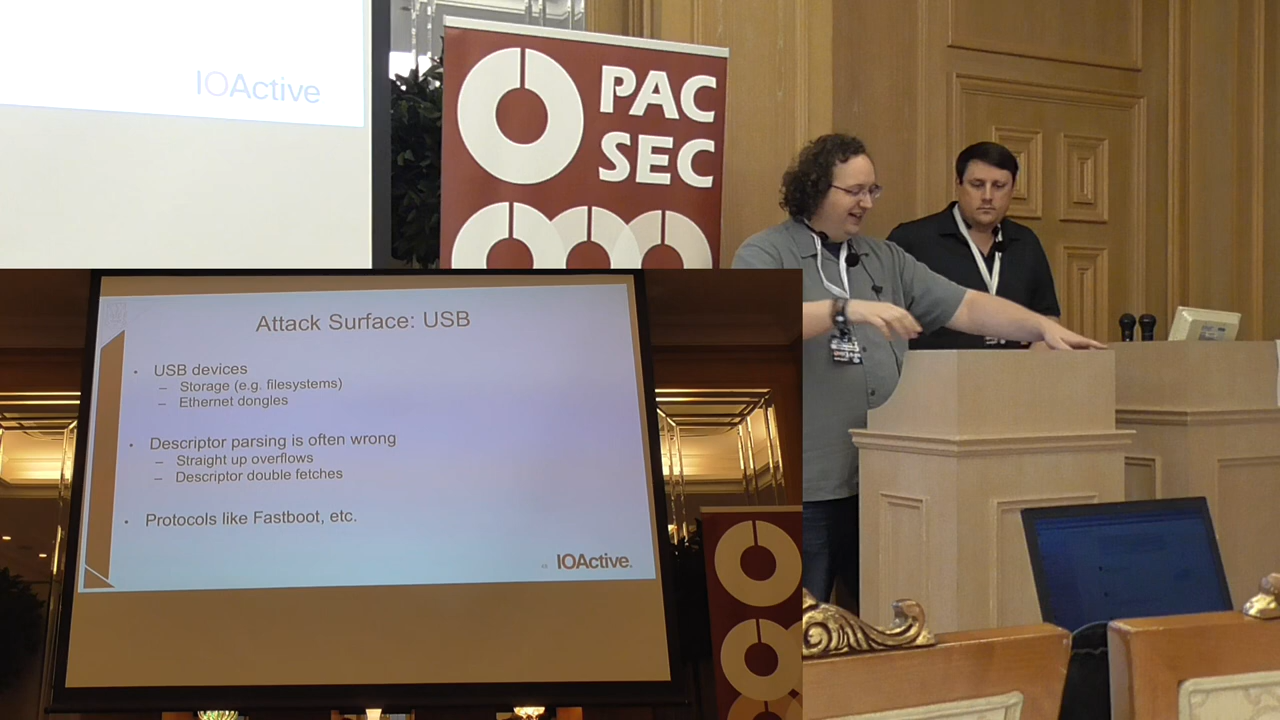 IOActive
PAC
SEC
Attack Surface: USB
• USB devices
– Storage (e.g. filesystems)
– Ethernet dongles
• Descriptor parsing is often wrong
– Straight up overflows
– Descriptor double fetches
• Protocols like Fastboot, etc.
IOActive.